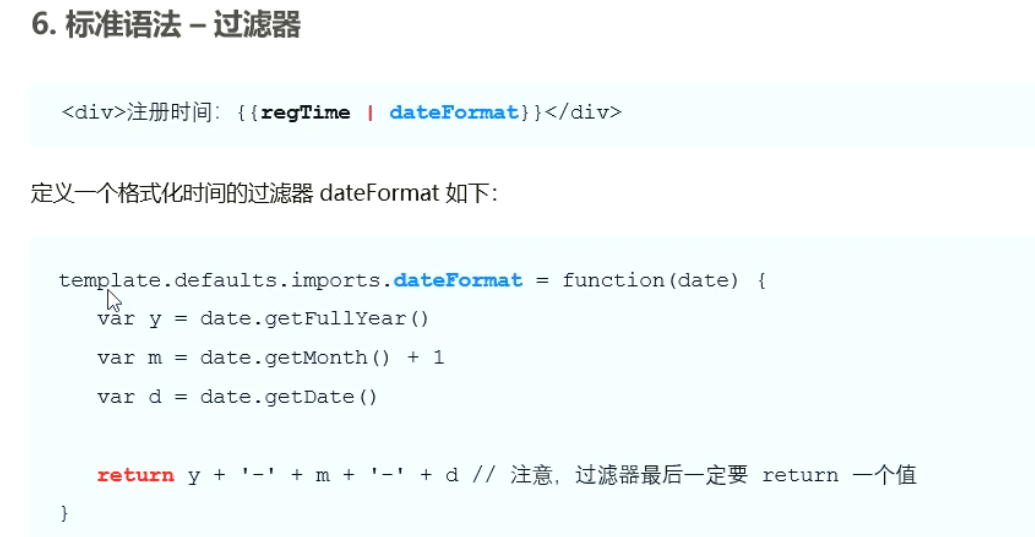 6. 标准语法 – 过滤器
<div>注册时间：{{regTime | dateFormat}}</div>
定义一个格式化时间的过滤器 dateFormat 如下：
template.defaults.imports.dateFormat = function(date) {
var y = date.getFullYear()
var m = date.getMonth() + 1
var d = date.getDate()
return y + '-' + m + '-' + d // 注意，过滤器最后一定要 return 一个值
}